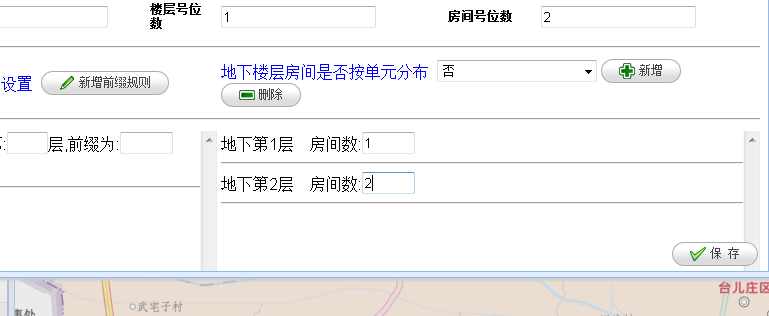 楼层号位数 1 房间号位数 2
设置 新增前缀规则 地下楼层房间是否按单元分布 否 新增
删除
层,前缀为: 地下第1层 房间数: 1
地下第2层 房间数: 2
保 存
武宅子村
台儿庄区
事处